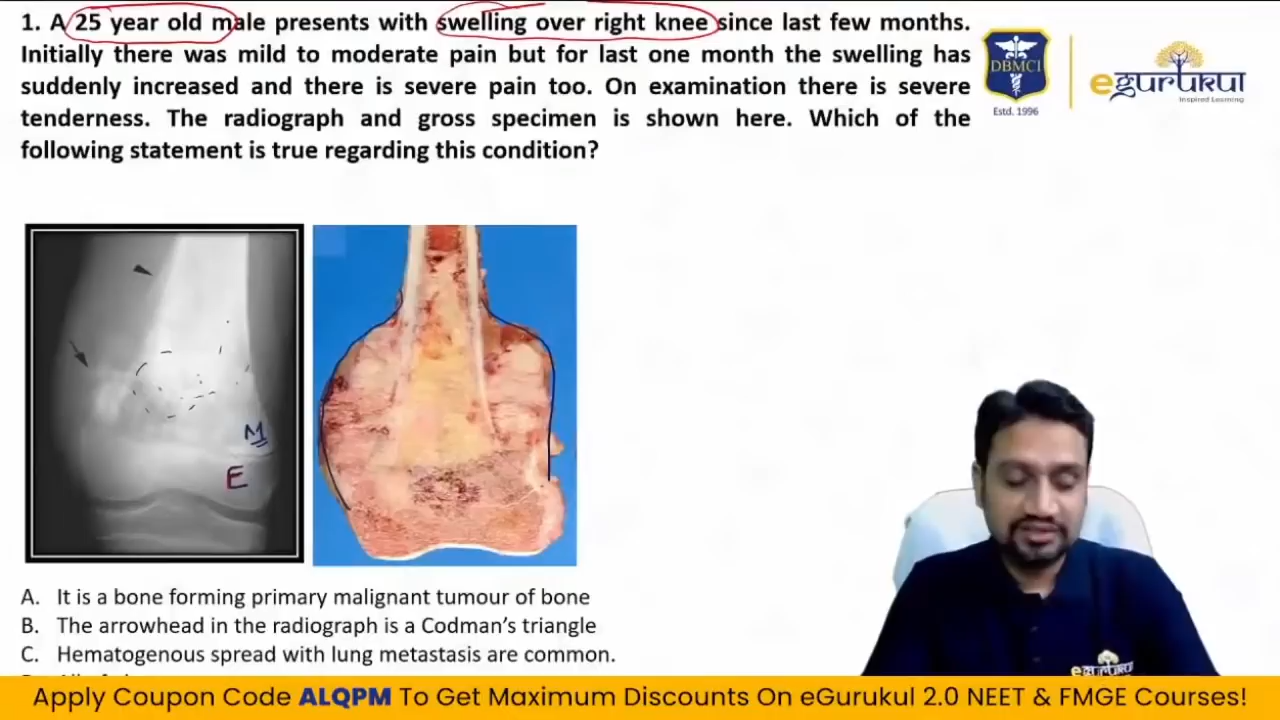 1. A 25 year old male presents with swelling over right knee since last few months.
Initially there was mild to moderate pain but for last one month the swelling has
suddenly increased and there is severe pain too. On examination there is severe
tenderness. The radiograph and gross specimen is shown here. Which of the
following statement is true regarding this condition?
DBMCI
Estd. 1996
eGurukul
Inspired Learning
M
E
A. It is a bone forming primary malignant tumour of bone
B. The arrowhead in the radiograph is a Codman's triangle
C. Hematogenous spread with lung metastasis are common.
eGurukul
Apply Coupon Code ALQPM To Get Maximum Discounts On eGurukul 2.0 NEET & FMGE Courses!